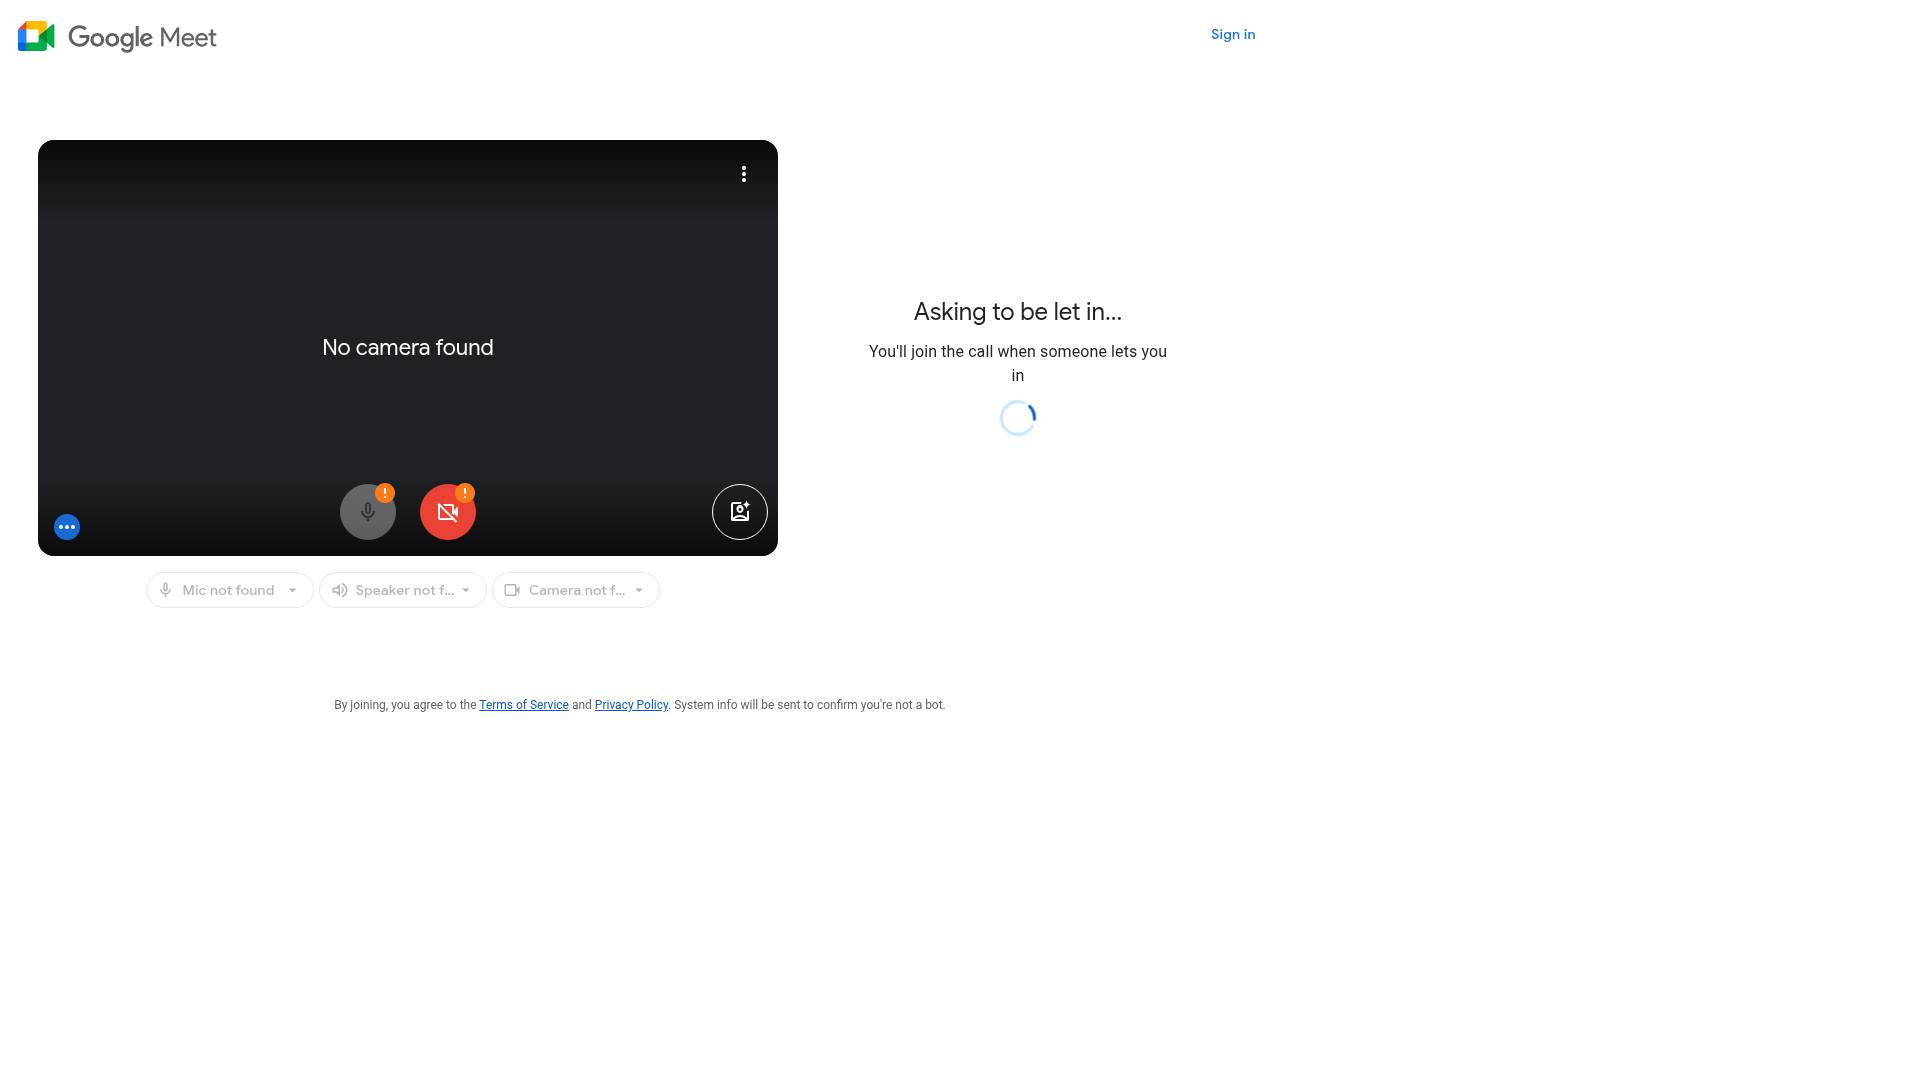 Google Meet
Sign in
No camera found
Asking to be let in...
You'll join the call when someone lets you
in
Mic not found
Speaker not f...
Camera not f...
By joining, you agree to the Terms of Service and Privacy Policy. System info will be sent to confirm you're not a bot.